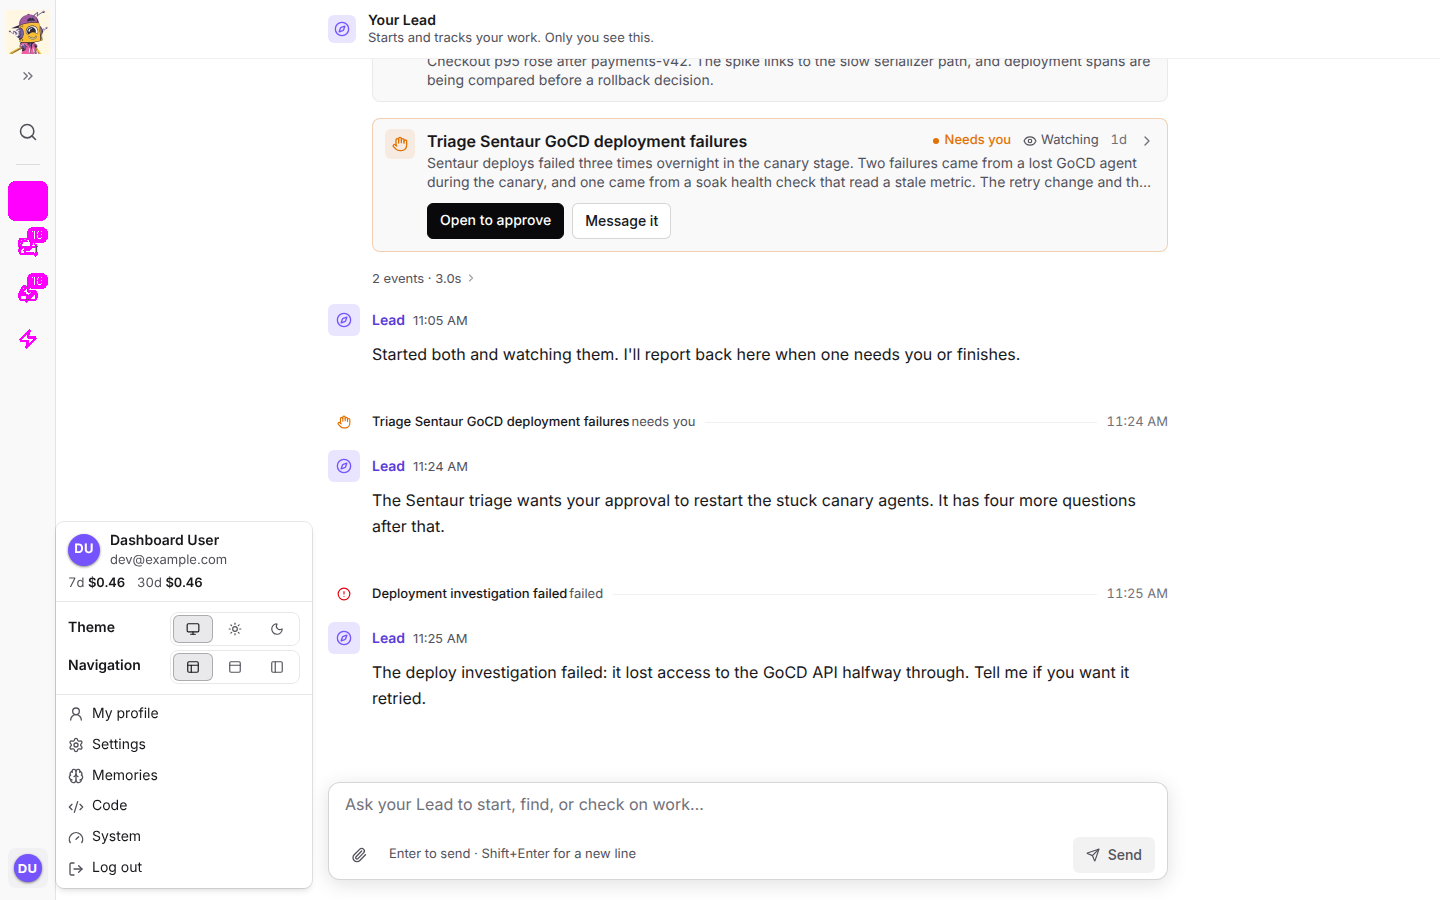 Your Lead
Starts and tracks your work. Only you see this.
Checkout p95 rose after payments-v42. The spike links to the slow serializer path, and deployment spans are
being compared before a rollback decision.
Triage Sentaur GoCD deployment failures
Needs you
Watching
1d
Sentaur deploys failed three times overnight in the canary stage. Two failures came from a lost GoCD agent
during the canary, and one came from a soak health check that read a stale metric. The retry change and th...
Open to approve
Message it
2 events · 3.0s
Lead 11:05 AM
Started both and watching them. I'll report back here when one needs you or finishes.
Triage Sentaur GoCD deployment failures needs you
11:24 AM
Lead 11:24 AM
The Sentaur triage wants your approval to restart the stuck canary agents. It has four more questions
after that.
Deployment investigation failed failed
11:25 AM
Lead 11:25 AM
The deploy investigation failed: it lost access to the GoCD API halfway through. Tell me if you want it
retried.
Ask your Lead to start, find, or check on work...
Enter to send · Shift+Enter for a new line
Send
DU
Dashboard User
dev@example.com
7d $0.46 30d $0.46
Theme
Navigation
My profile
Settings
Memories
Code
System
Log out
DU